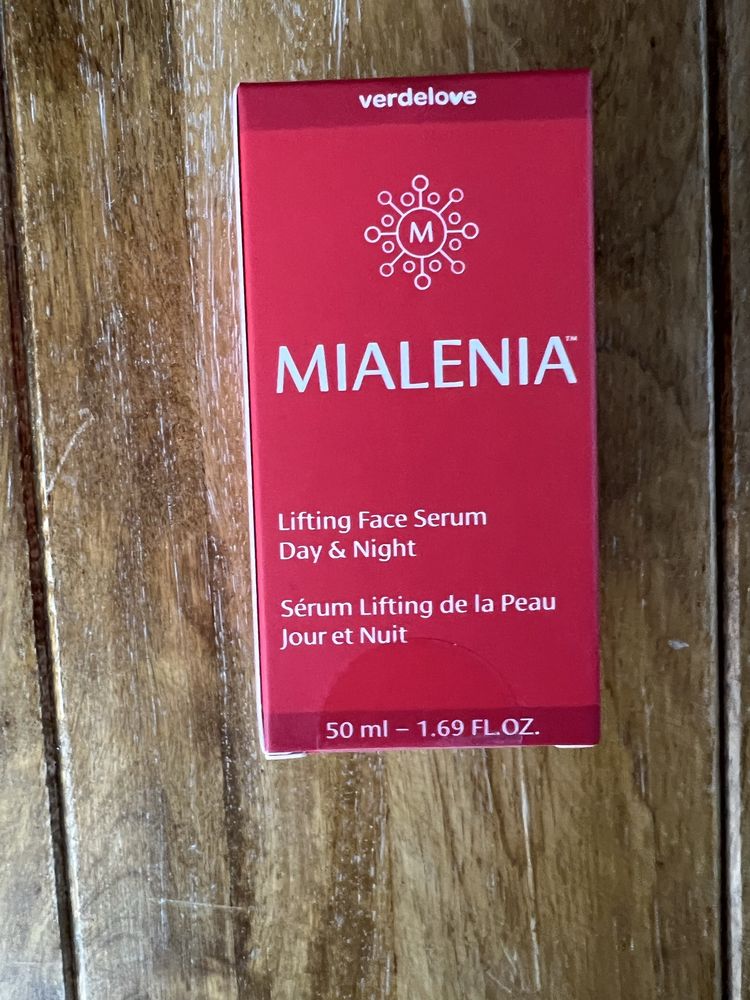 verdelove
M
MIALENIA™
Lifting Face Serum
Day & Night
Sérum Lifting de la Peau
Jour et Nuit
50 ml – 1.69 FL.OZ.